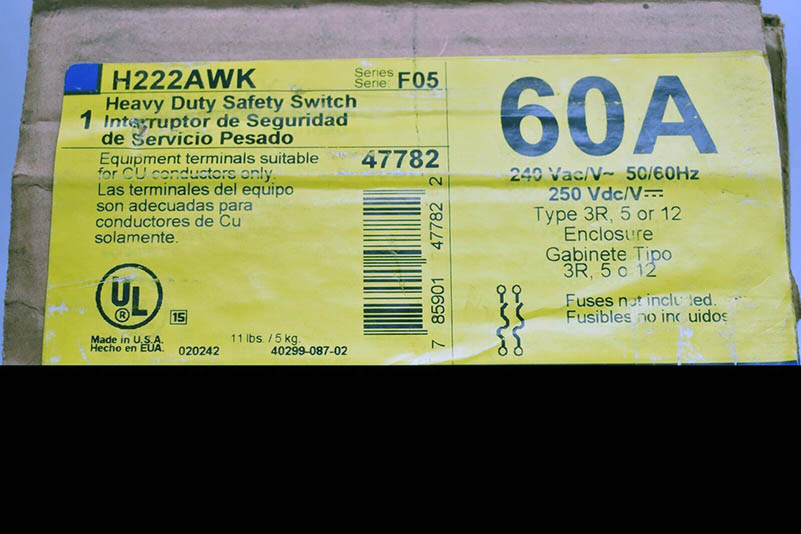 H222AWK
Series
Serie: F05
1
Heavy Duty Safety Switch
Interruptor de Seguridad
de Servicio Pesado
Equipment terminals suitable
for CU conductors only.
Las terminales del equipo
son adecuadas para
conductores de Cu
solamente.
47782
7 85901 47782 2
UL
®
15
Made in U.S.A.
Hecho en EUA.
020242
11 lbs. / 5 kg.
40299-087-02
60A
240 Vac/V~ 50/60Hz
250 Vdc/V⎓
Type 3R, 5 or 12
Enclosure
Gabinete Tipo
3R, 5 o 12
Fuses not included.
Fusibles no incluidos